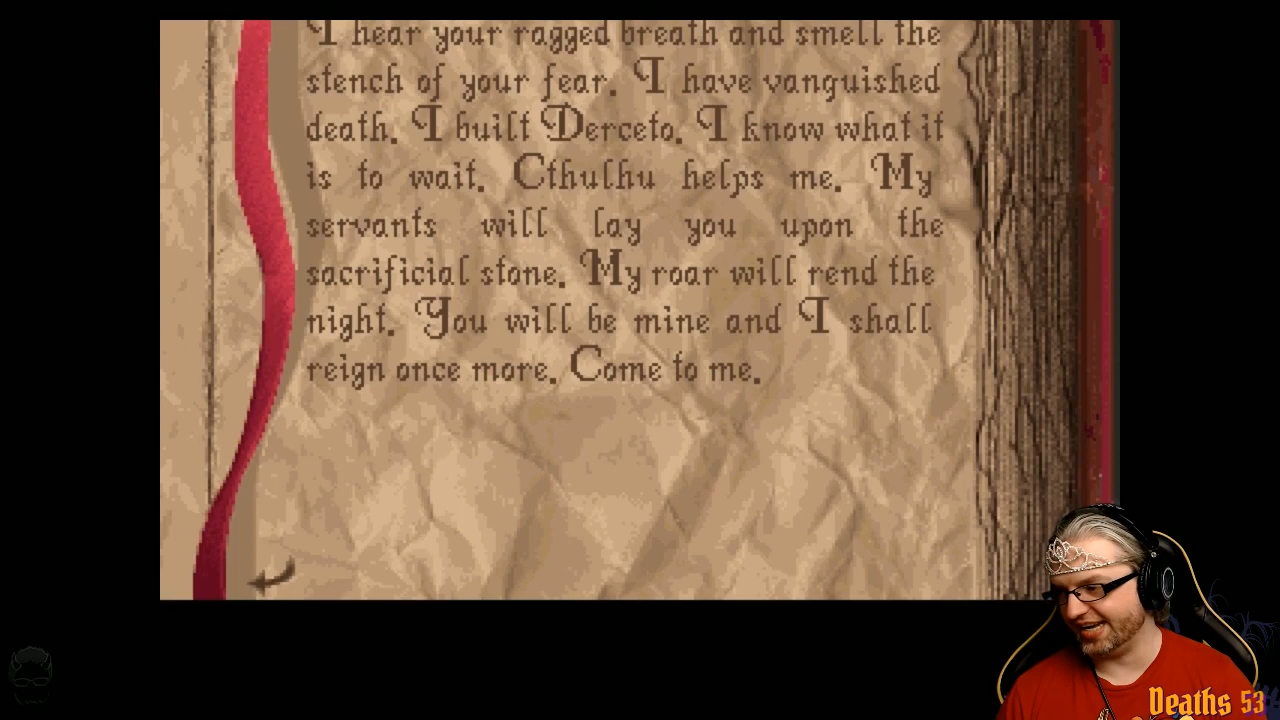 I hear your ragged breath and smell the
stench of your fear. I have vanquished
death. I built Derceto. I know what it
is to wait. Cthulhu helps me. My
servants will lay you upon the
sacrificial stone. My roar will rend the
night. You will be mine and I shall
reign once more. Come to me.
Deaths 53